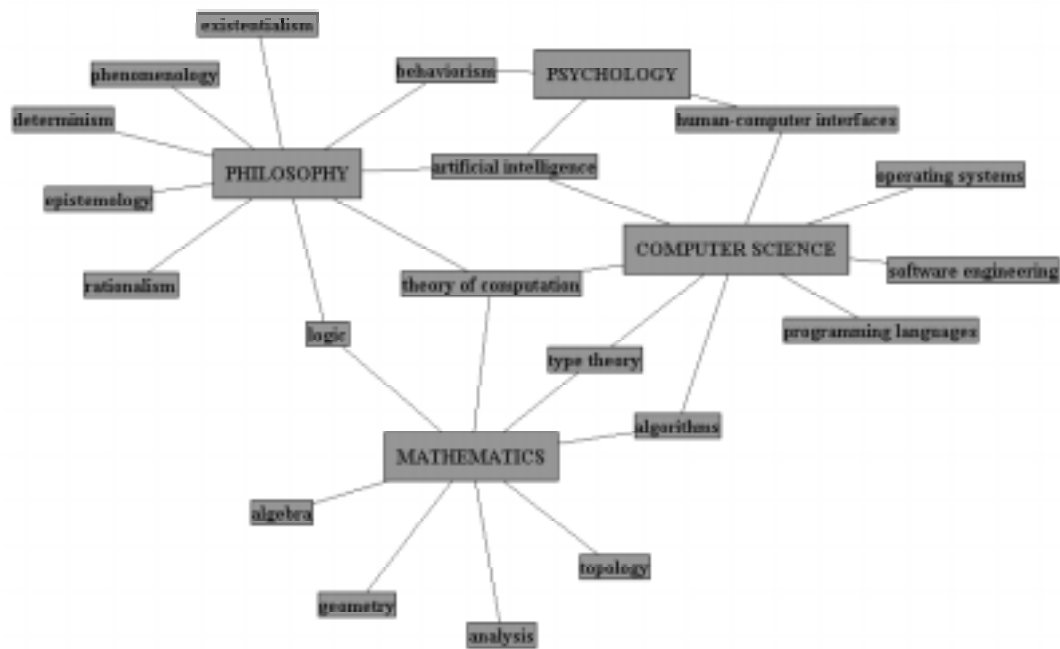 existentialism
behaviorism
PSYCHOLOGY
phenomenology
determinism
human-computer interfaces
PHILOSOPHY
artificial intelligence
operating systems
epistemology
COMPUTER SCIENCE
software engineering
rationalism
theory of computation
logic
programming languages
type theory
algorithms
MATHEMATICS
algebra
topology
geometry
analysis